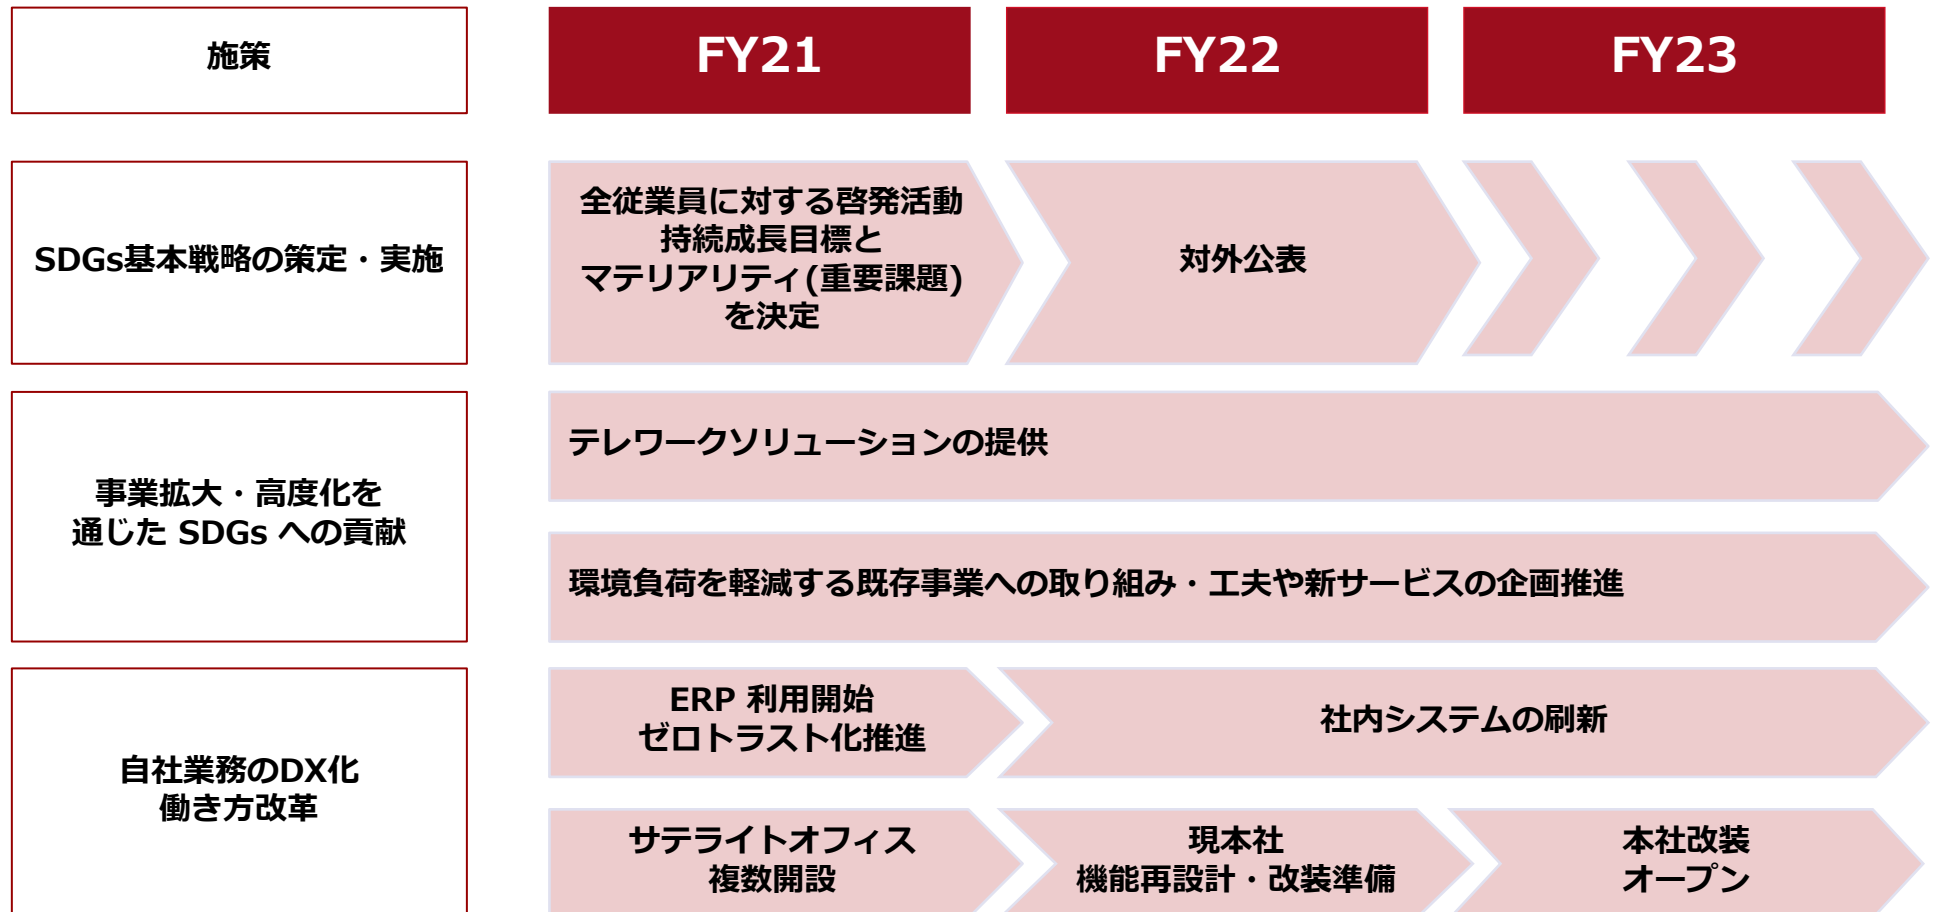 施策
FY21
FY22
FY23
SDGs基本戦略の策定・実施
全従業員に対する啓発活動
持続成長目標と
マテリアリティ(重要課題)
を決定
対外公表
事業拡大・高度化を
通じた SDGs への貢献
テレワークソリューションの提供
環境負荷を軽減する既存事業への取り組み・工夫や新サービスの企画推進
自社業務のDX化
働き方改革
ERP 利用開始
ゼロトラスト化推進
社内システムの刷新
サテライトオフィス
複数開設
現本社
機能再設計・改装準備
本社改装
オープン